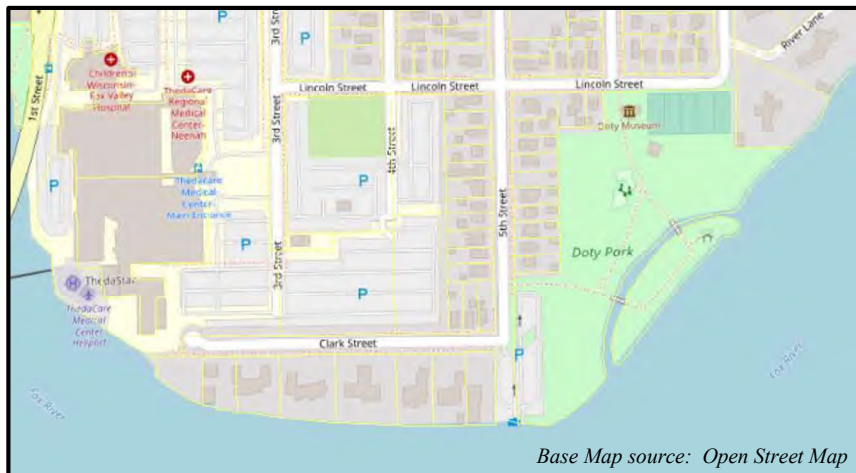 3rd Street
River Lane
1st Street
Children's
Wisconsin-
Fox Valley
Hospital
ThedaCare
Regional
Medical
Center-
Neenah
Lincoln Street
Lincoln Street
Lincoln Street
3rd Street
4th Street
5th Street
3rd Street
Doty Museum
P
P
P
P
P
P
P
P
Thedacare
Medical
Center-
Main Entrance
Doty Park
ThedaStar
H
ThedaCare
Medical
Center
Heliport
Clark Street
Fox River
Fox River
Base Map source: Open Street Map